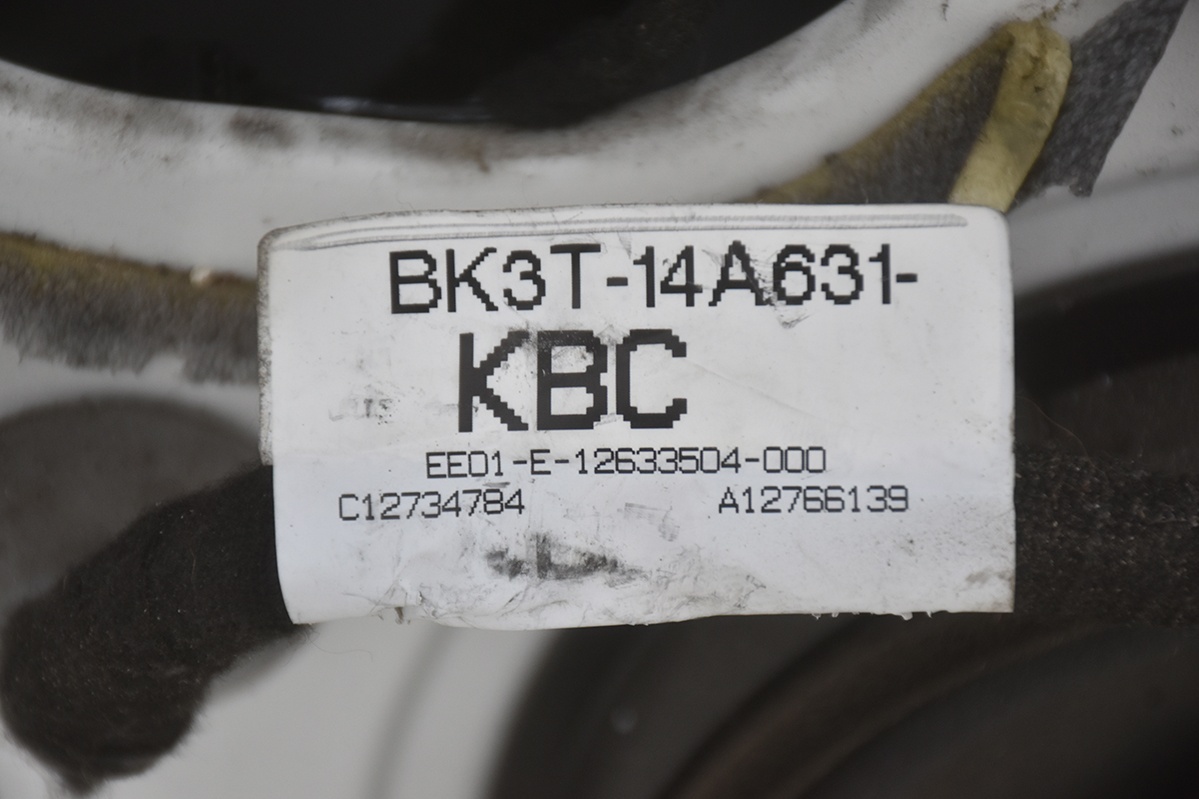 BK3T-14A631-
KBC
EE01-E-12633504-000
C12734784 A12766139